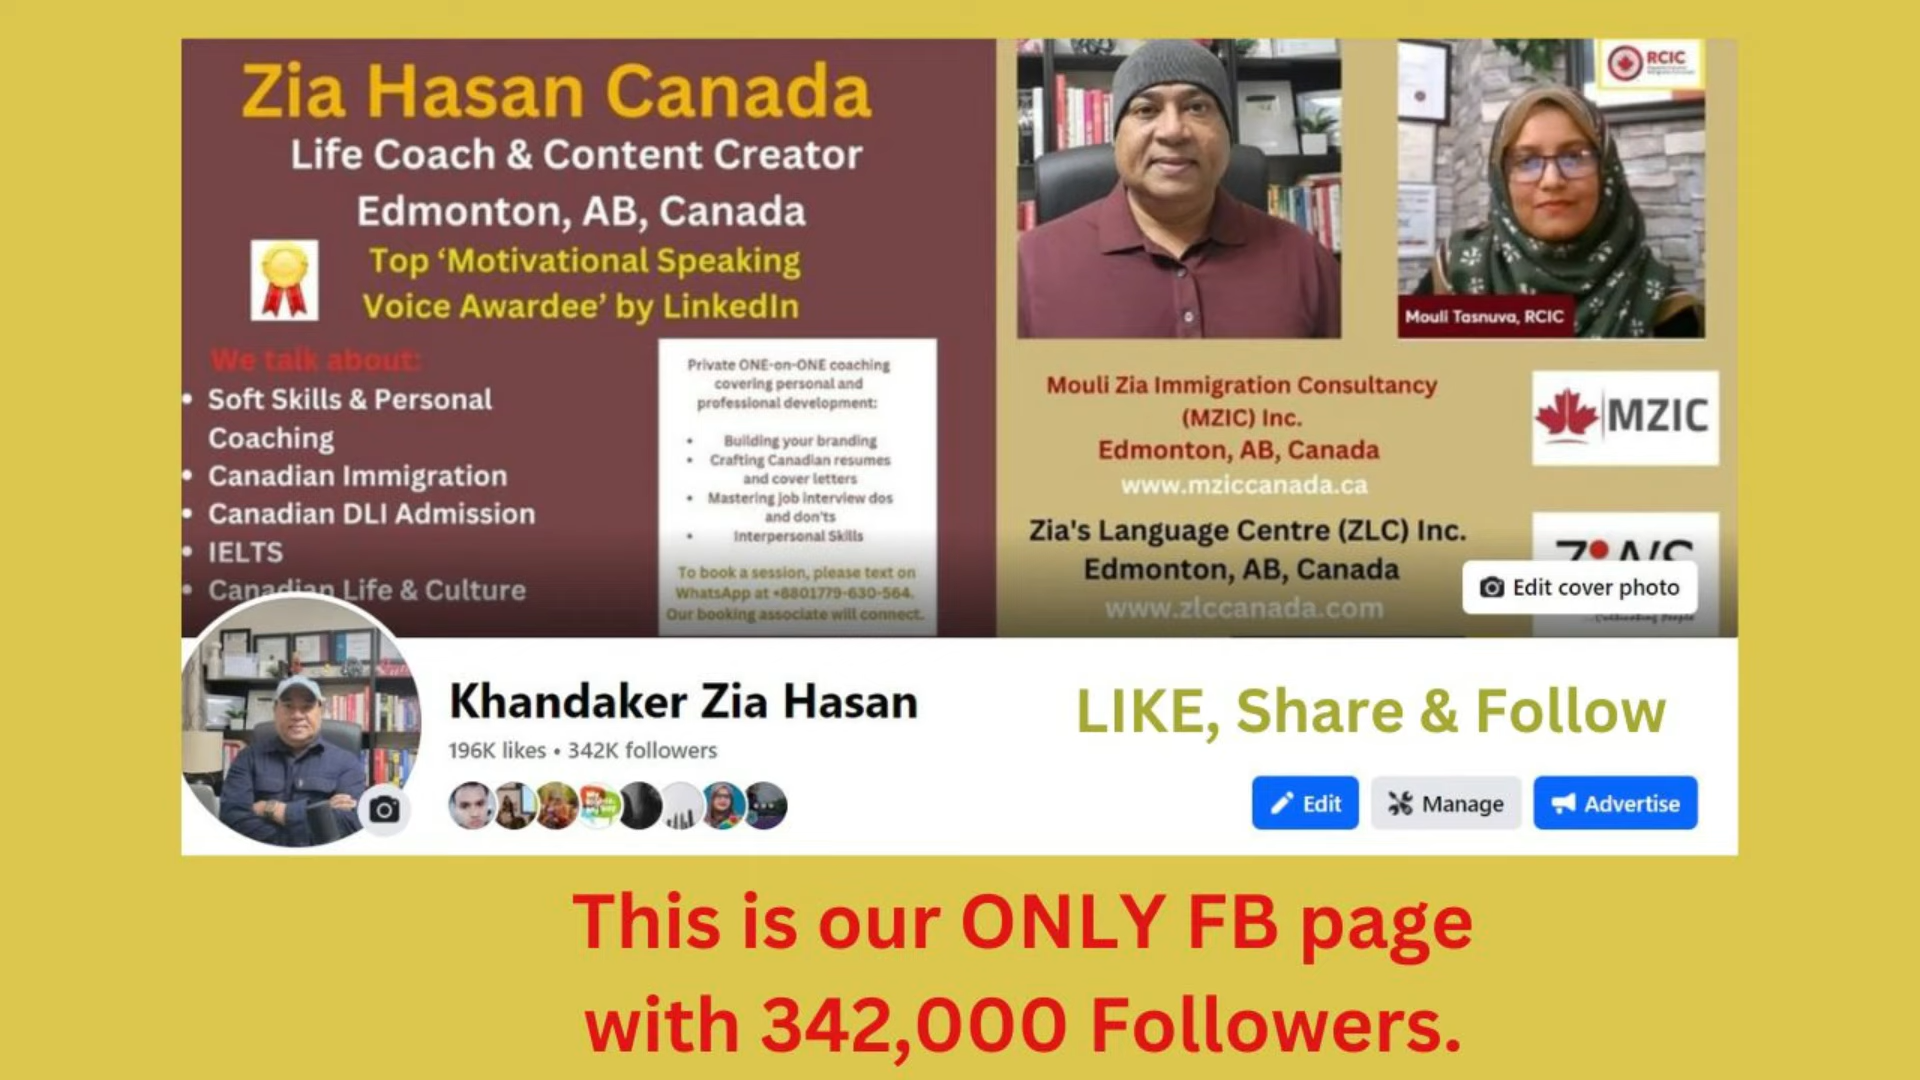 Zia Hasan Canada
Life Coach & Content Creator
Edmonton, AB, Canada
Top ‘Motivational Speaking
Voice Awardee’ by LinkedIn
We talk about:
• Soft Skills & Personal
Coaching
• Canadian Immigration
• Canadian DLI Admission
• IELTS
• Canadian Life & Culture
Private ONE-on-ONE coaching
covering personal and
professional development:
• Building your branding
• Crafting Canadian resumes
and cover letters
• Mastering job interview dos
and don'ts
• Interpersonal Skills
To book a session, please text on
WhatsApp at +8801779-630-564.
Our booking associate will connect.
RCIC
Mouli Tasnuva, RCIC
Mouli Zia Immigration Consultancy
(MZIC) Inc.
Edmonton, AB, Canada
www.mziccanada.ca
MZIC
Zia's Language Centre (ZLC) Inc.
Edmonton, AB, Canada
www.zlccanada.com
Edit cover photo
Khandaker Zia Hasan
196K likes • 342K followers
LIKE, Share & Follow
Edit
Manage
Advertise
This is our ONLY FB page
with 342,000 Followers.